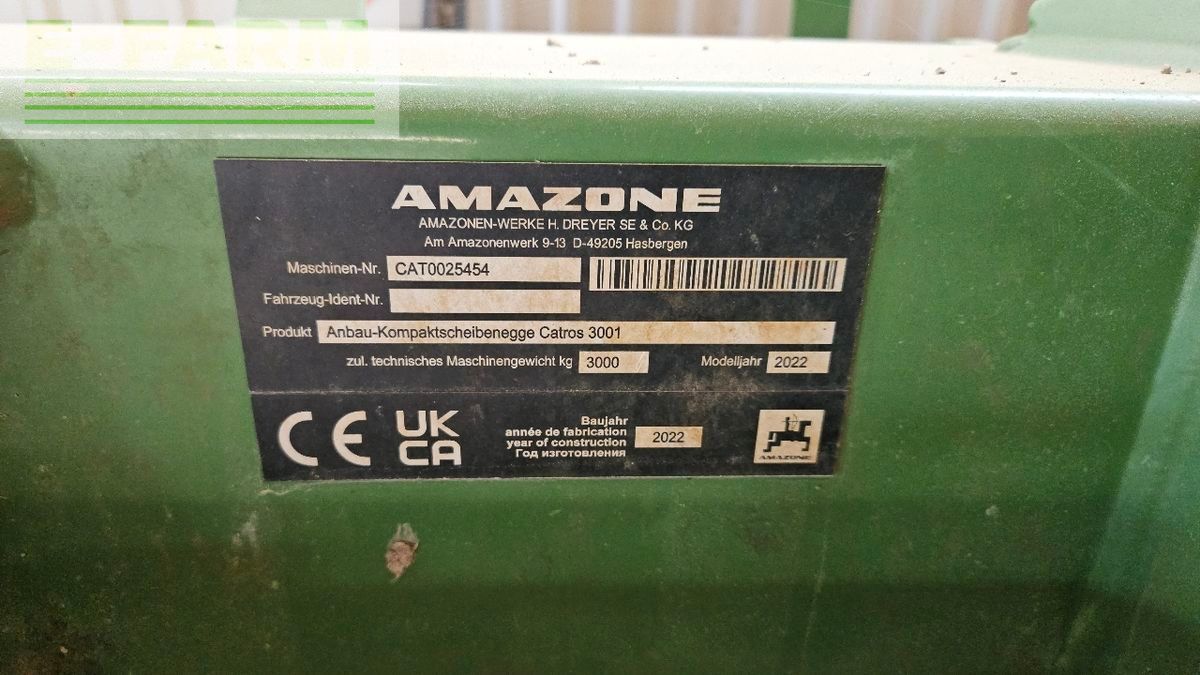 E-FARM
AMAZONE
AMAZONEN-WERKE H. DREYER SE & Co. KG
Am Amazonenwerk 9-13 D-49205 Hasbergen
Maschinen-Nr. CAT0025454
Fahrzeug-Ident-Nr.
Produkt Anbau-Kompaktscheibenegge Catros 3001
zul. technisches Maschinengewicht kg 3000 Modelljahr 2022
CE UK CA
Baujahr
année de fabrication
year of construction 2022
Год изготовления
AMAZONE